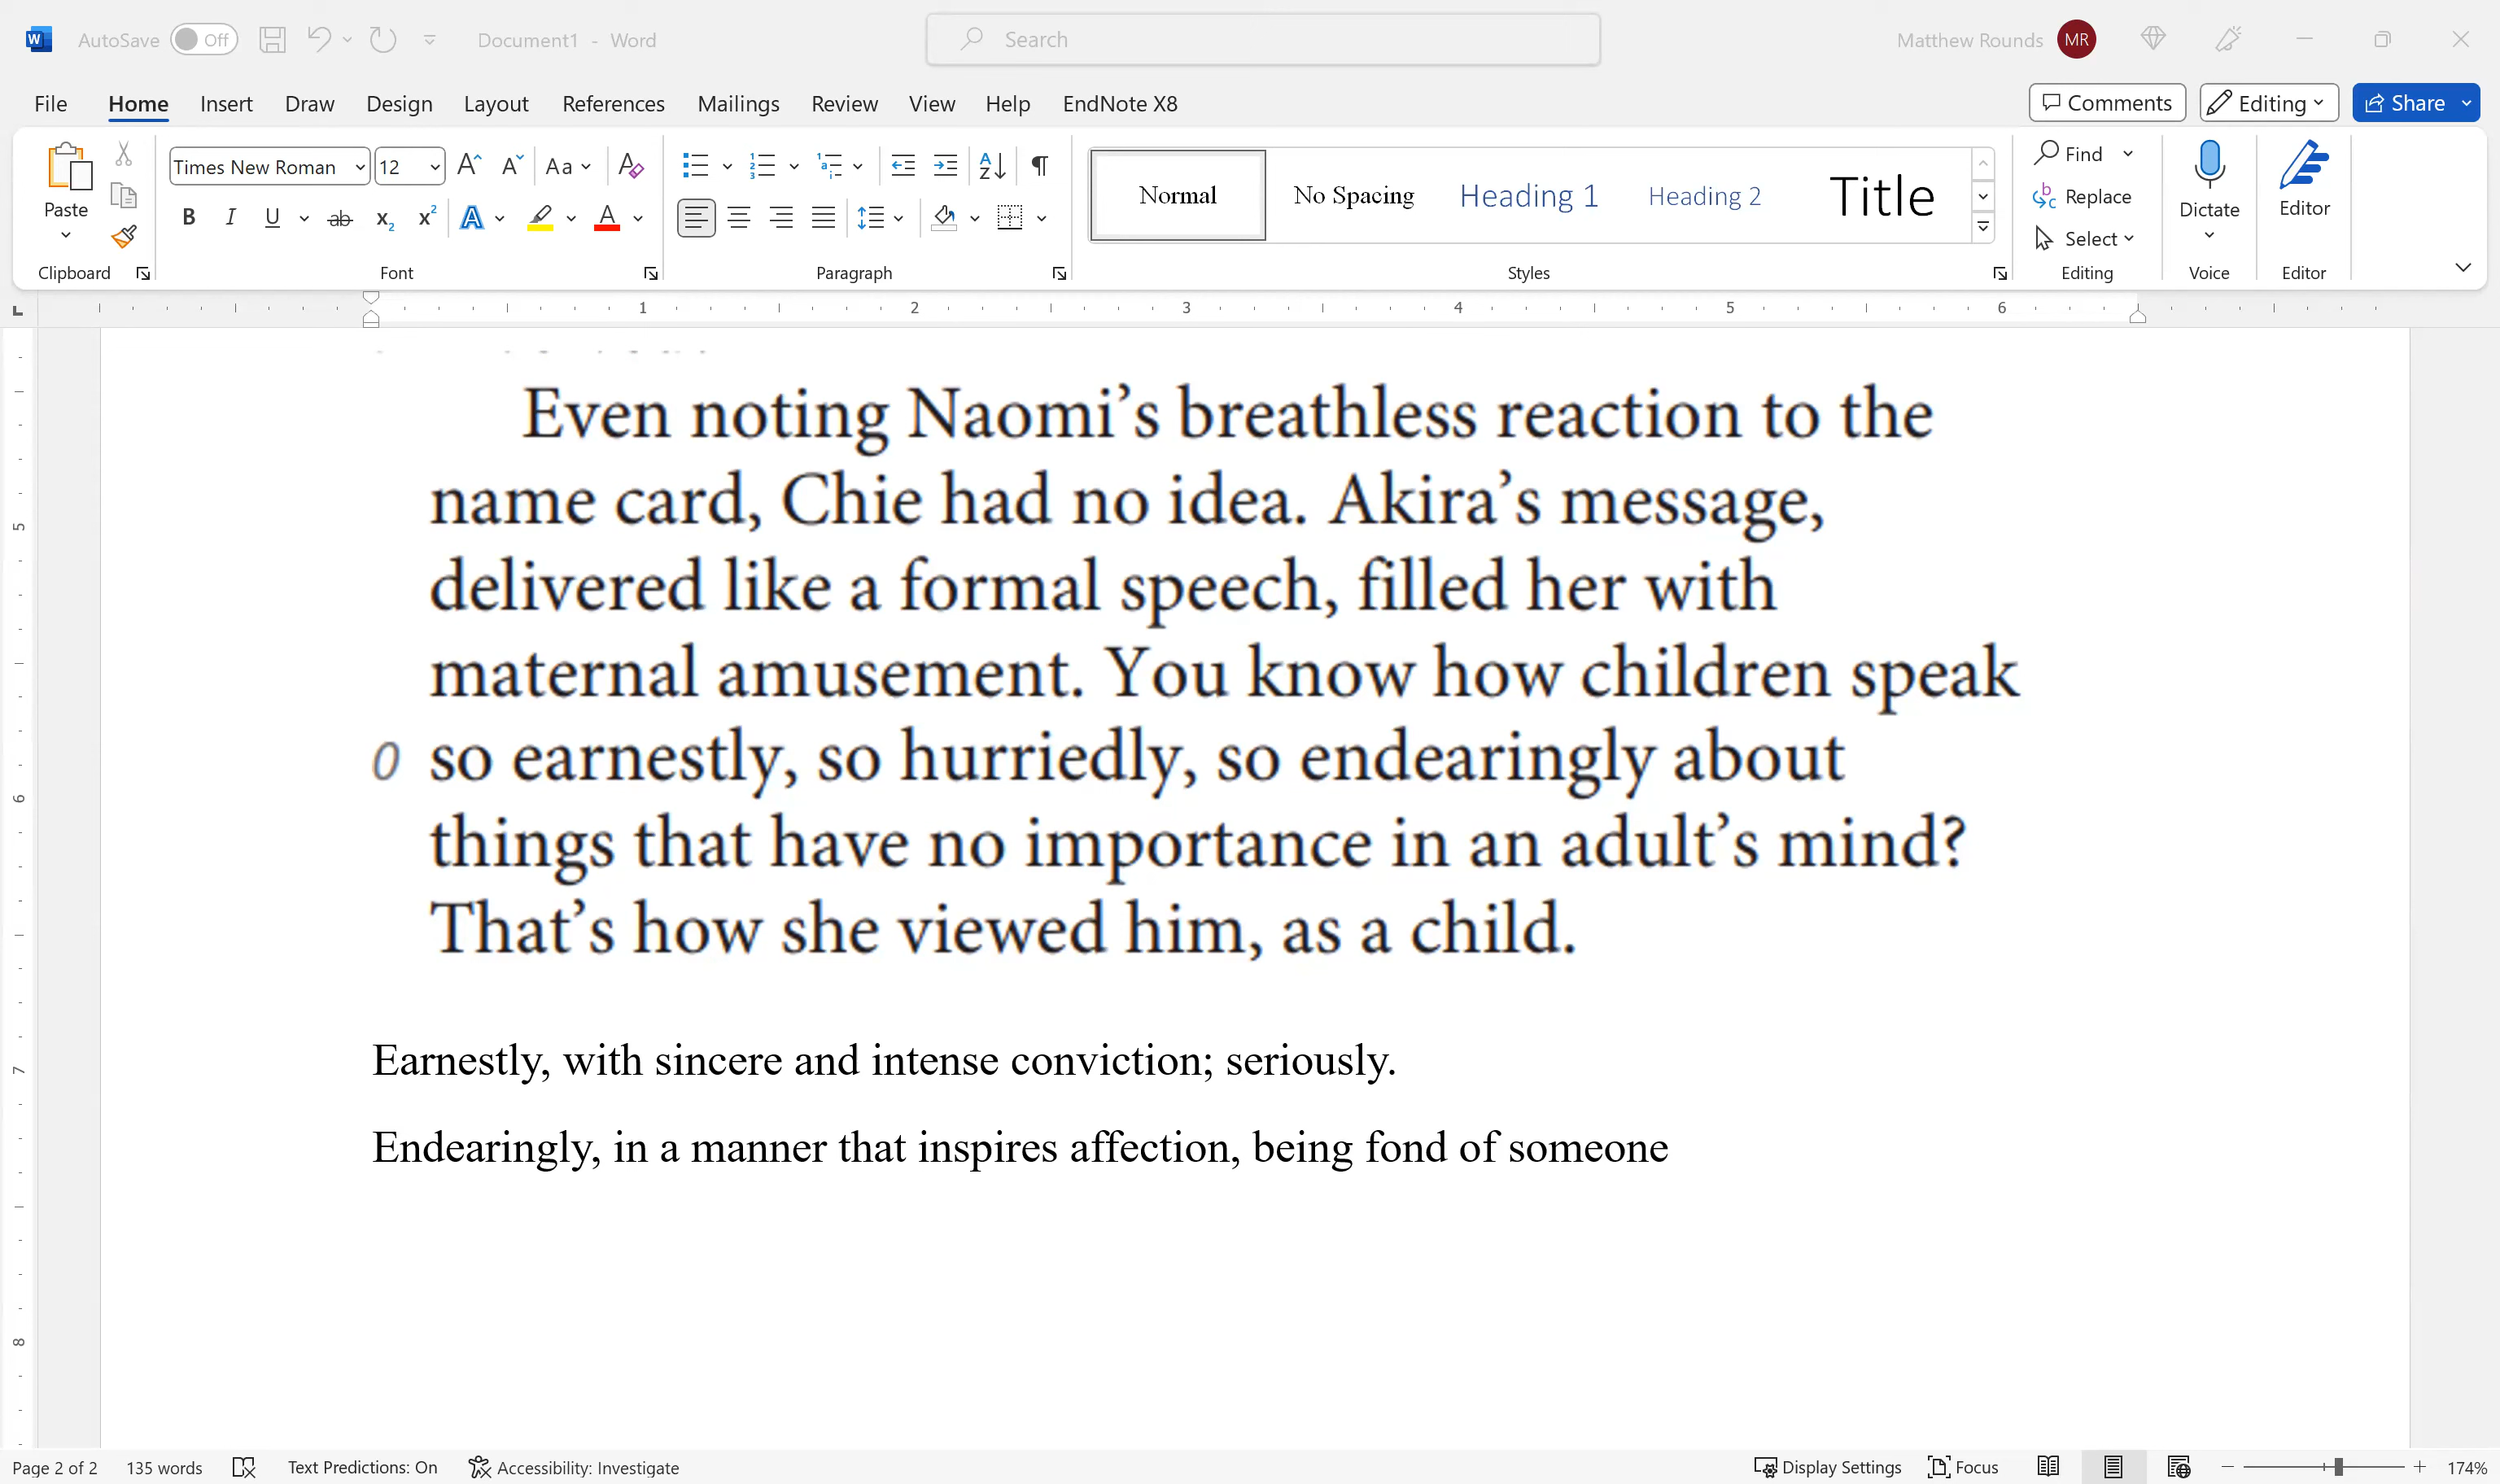 AutoSave Off Document1 - Word Search Matthew Rounds MR
File Home Insert Draw Design Layout References Mailings Review View Help EndNote X8 Comments Editing Share
Paste Times New Roman 12 Aa Normal No Spacing Heading 1 Heading 2 Title Find Replace Select Dictate Editor
Clipboard Font Paragraph Styles Editing Voice Editor
1 2 3 4 5 6
Even noting Naomi’s breathless reaction to the
name card, Chie had no idea. Akira’s message,
delivered like a formal speech, filled her with
maternal amusement. You know how children speak
0 so earnestly, so hurriedly, so endearingly about
things that have no importance in an adult’s mind?
That’s how she viewed him, as a child.
Earnestly, with sincere and intense conviction; seriously.
Endearingly, in a manner that inspires affection, being fond of someone
5
6
7
8
Page 2 of 2 135 words Text Predictions: On Accessibility: Investigate Display Settings Focus 174%